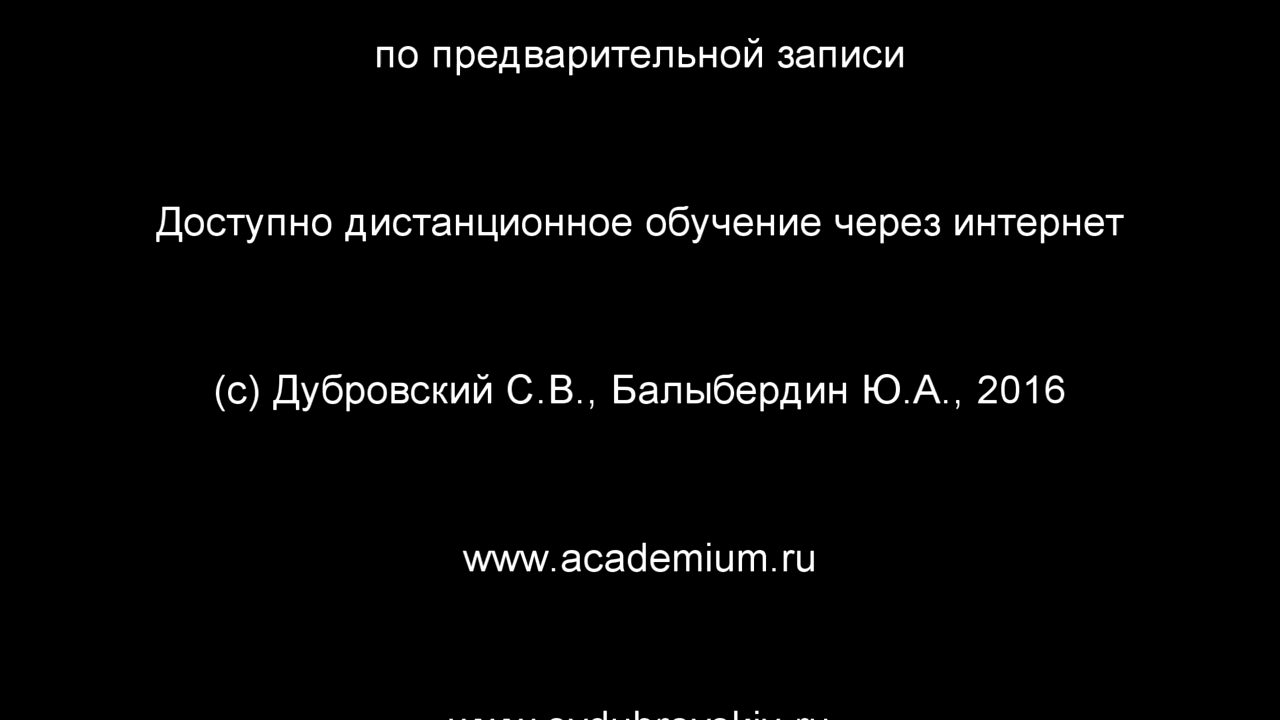 по предварительной записи
Доступно дистанционное обучение через интернет
(с) Дубровский С.В., Балыбердин Ю.А., 2016
www.academium.ru